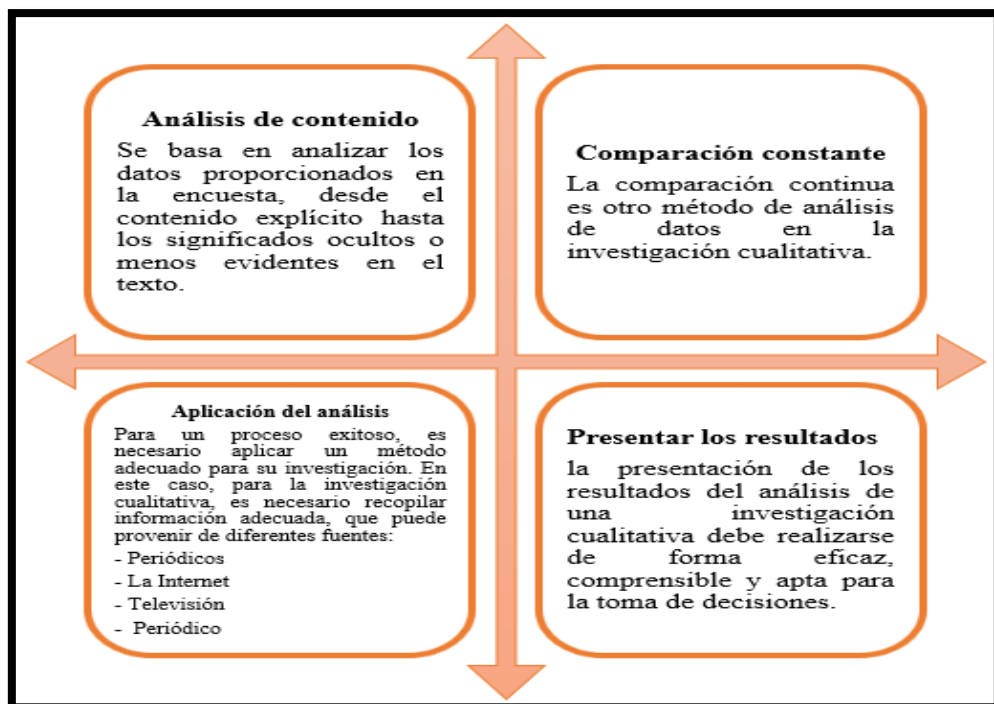 Análisis de contenido
Se basa en analizar los
datos proporcionados en
la encuesta, desde el
contenido explícito hasta
los significados ocultos o
menos evidentes en el
texto.
Comparación constante
La comparación continua
es otro método de análisis
de datos en la
investigación cualitativa.
Aplicación del análisis
Para un proceso exitoso, es
necesario aplicar un método
adecuado para su investigación. En
este caso, para la investigación
cualitativa, es necesario recopilar
información adecuada, que puede
provenir de diferentes fuentes:
- Periódicos
- La Internet
- Televisión
- Periódico
Presentar los resultados
la presentación de los
resultados del análisis de
una investigación
cualitativa debe realizarse
de forma eficaz,
comprensible y apta para
la toma de decisiones.